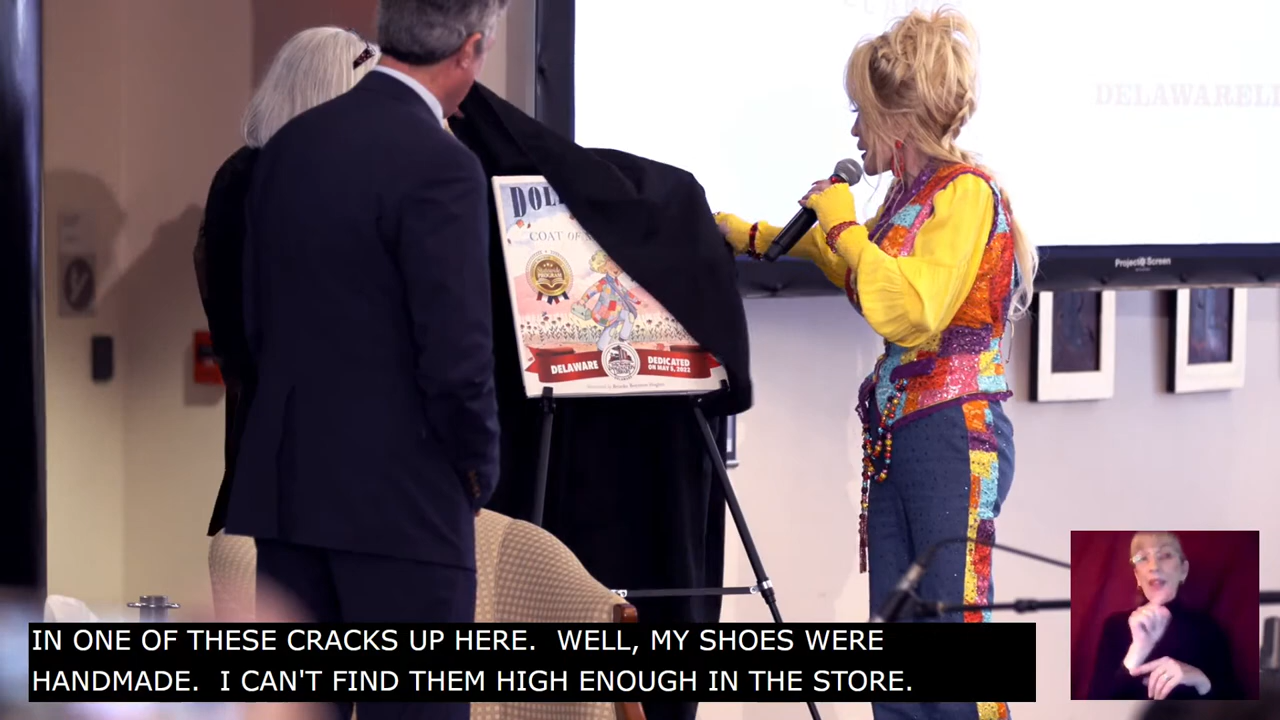 DELAWARELI
DOL
COAT OF
PROGRAM
DELAWARE
DEDICATED
ON MAY 5, 2022
Project Screen
IN ONE OF THESE CRACKS UP HERE.  WELL, MY SHOES WERE
HANDMADE.  I CAN'T FIND THEM HIGH ENOUGH IN THE STORE.